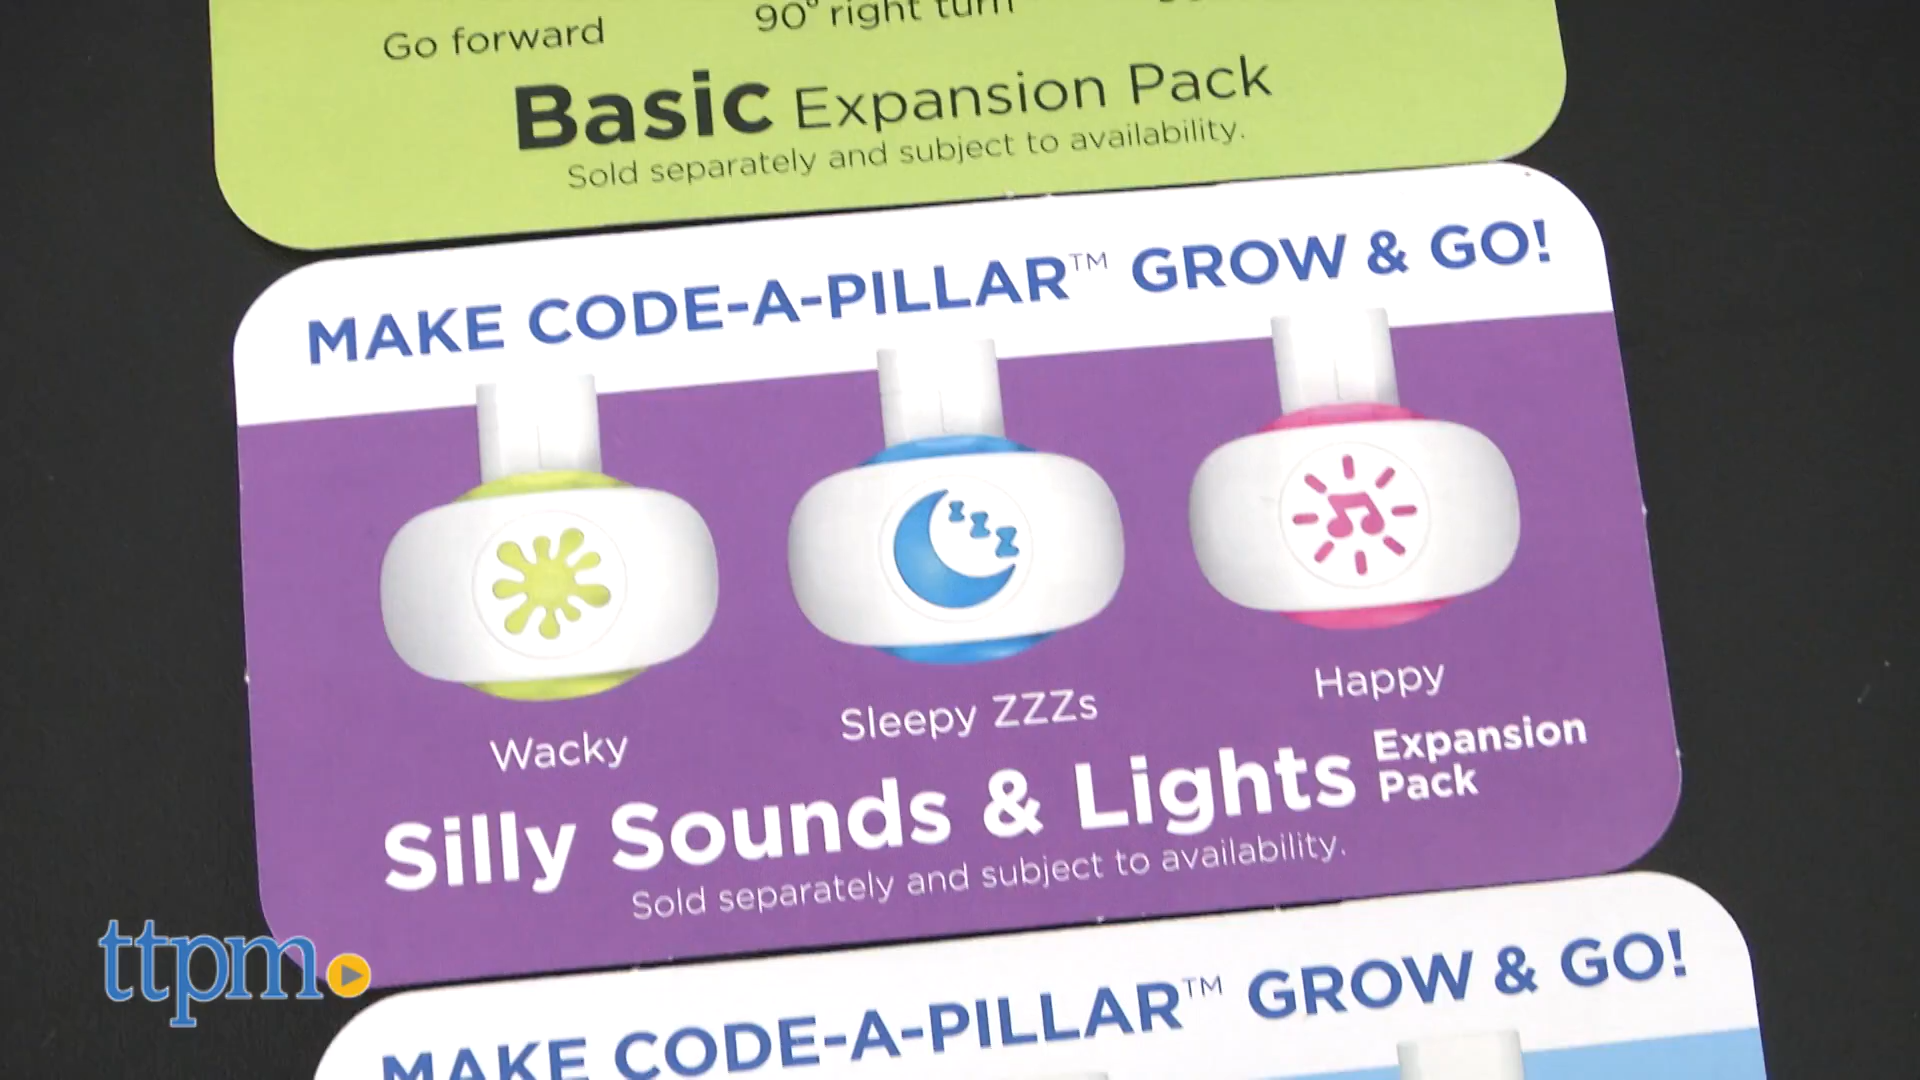 Go forward
90° right turn
Basic Expansion Pack
Sold separately and subject to availability.
MAKE CODE-A-PILLAR™ GROW & GO!
Wacky
Sleepy ZZZs
Happy
Silly Sounds & Lights Expansion Pack
Sold separately and subject to availability.
ttpm
MAKE CODE-A-PILLAR™ GROW & GO!